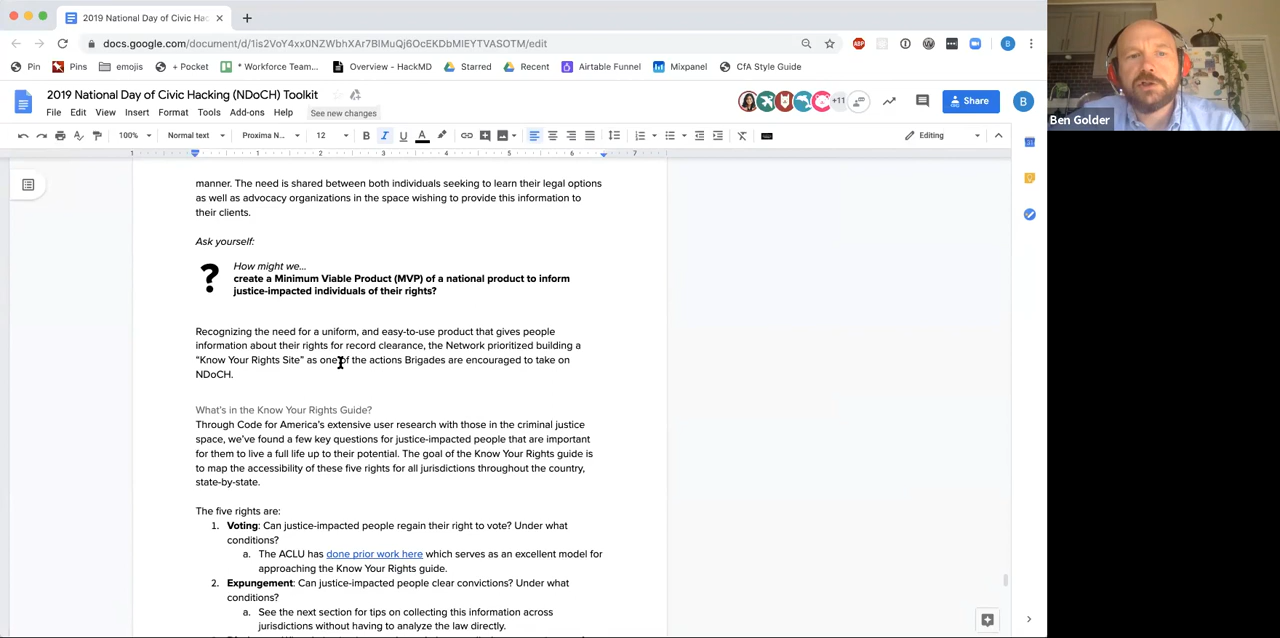 2019 National Day of Civic Hac
docs.google.com/document/d/1is2VoY4xx0NZWbhXAr7BIMuQj6OcEKDbMIEYTVASOTM/edit
ABP
B
Pin
Pins
emojis
+ Pocket
* Workforce Team...
Overview - HackMD
Starred
Recent
Airtable Funnel
Mixpanel
CfA Style Guide
Ben Golder
2019 National Day of Civic Hacking (NDoCH) Toolkit
File Edit View Insert Format Tools Add-ons Help
See new changes
+11
Share
B
100%
Normal text
Proxima N...
12
B I U A
Editing
1 1 2 3 4 5 6 7
manner. The need is shared between both individuals seeking to learn their legal options
as well as advocacy organizations in the space wishing to provide this information to
their clients.
Ask yourself:
?
How might we...
create a Minimum Viable Product (MVP) of a national product to inform
justice-impacted individuals of their rights?
Recognizing the need for a uniform, and easy-to-use product that gives people
information about their rights for record clearance, the Network prioritized building a
“Know Your Rights Site” as one of the actions Brigades are encouraged to take on
NDoCH.
What's in the Know Your Rights Guide?
Through Code for America's extensive user research with those in the criminal justice
space, we've found a few key questions for justice-impacted people that are important
for them to live a full life up to their potential. The goal of the Know Your Rights guide is
to map the accessibility of these five rights for all jurisdictions throughout the country,
state-by-state.
The five rights are:
1. Voting: Can justice-impacted people regain their right to vote? Under what
conditions?
a. The ACLU has done prior work here which serves as an excellent model for
approaching the Know Your Rights guide.
2. Expungement: Can justice-impacted people clear convictions? Under what
conditions?
a. See the next section for tips on collecting this information across
jurisdictions without having to analyze the law directly.